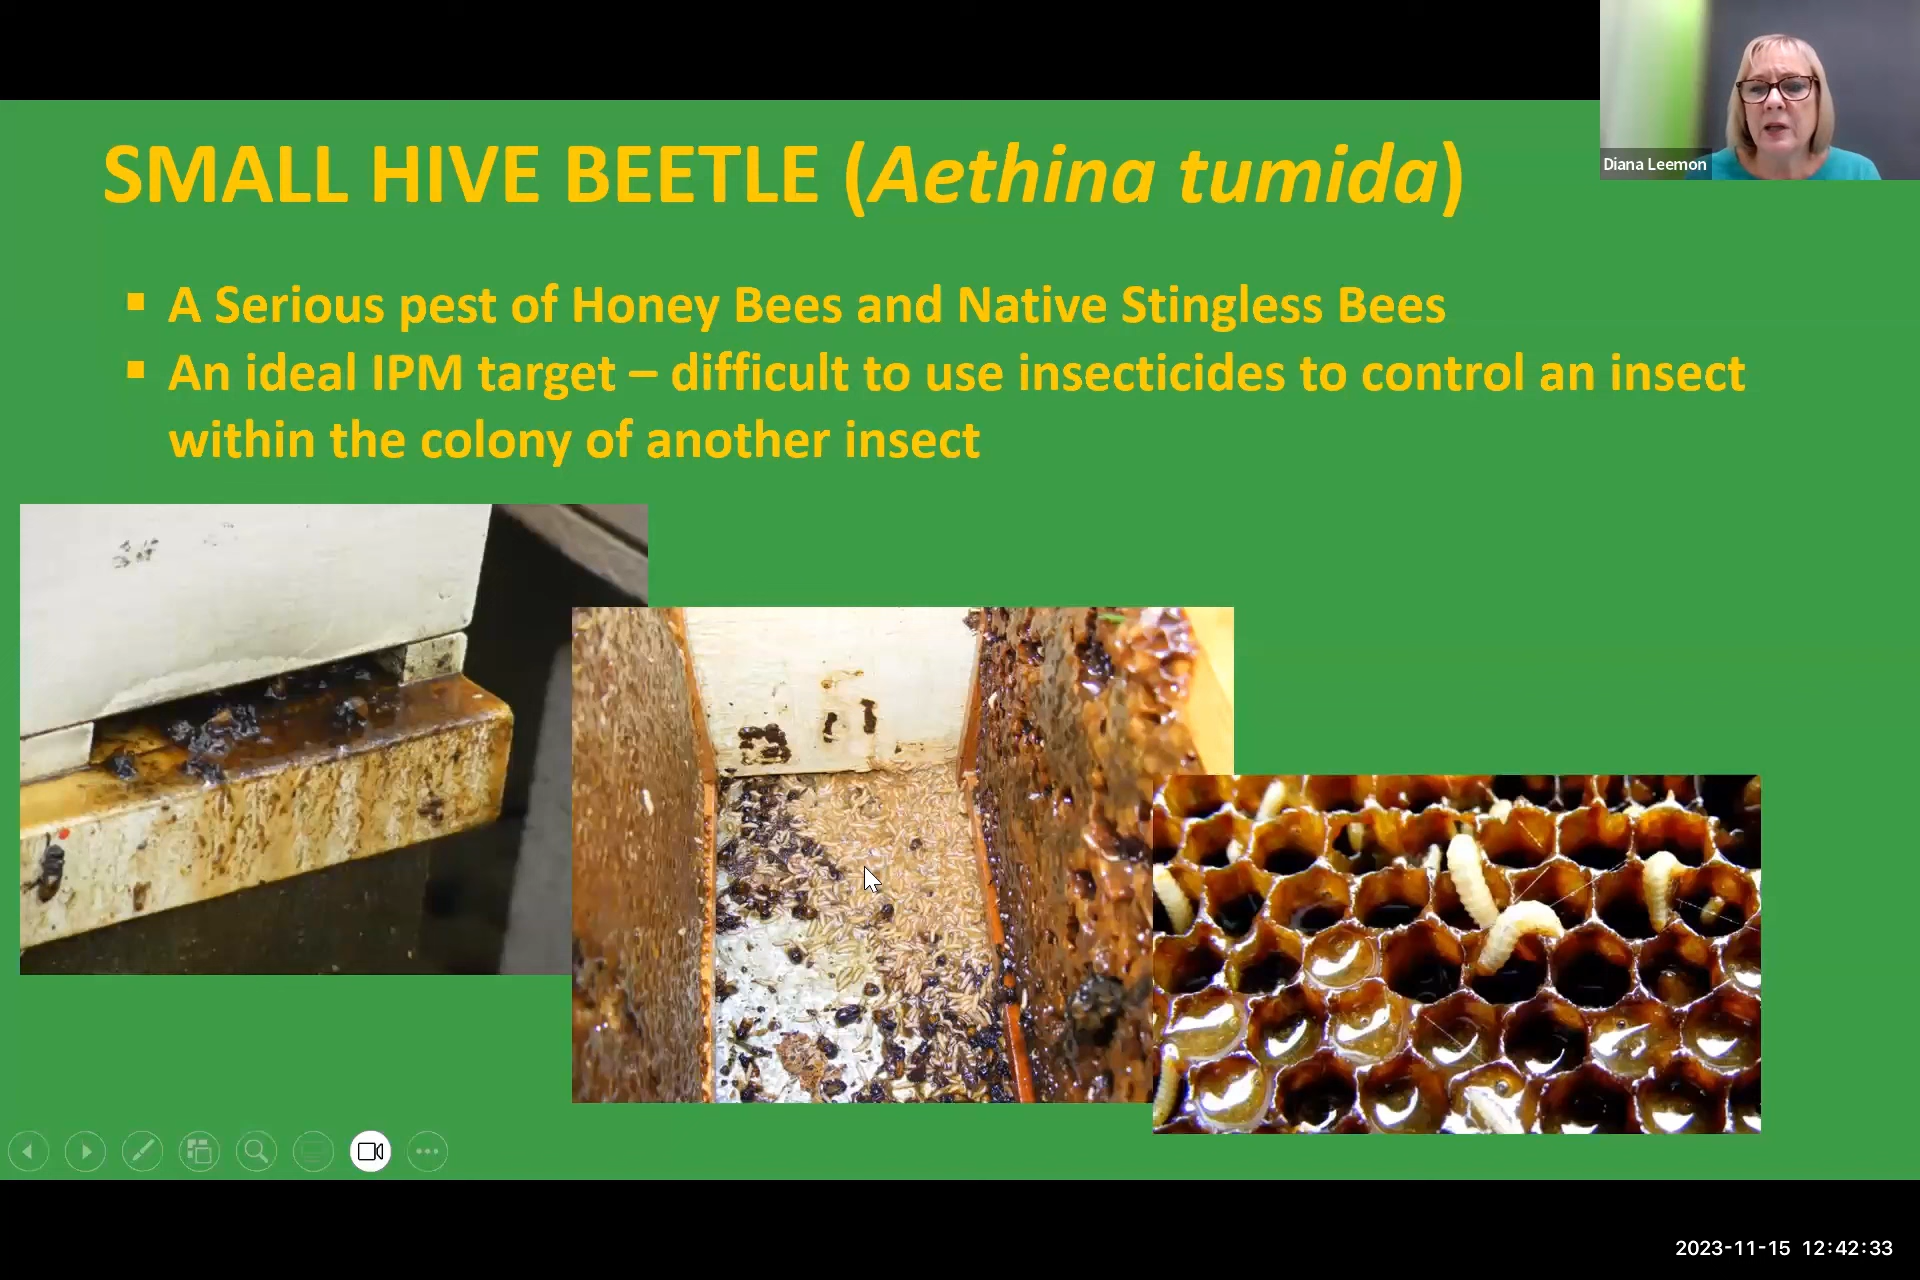 Diana Leemon
SMALL HIVE BEETLE (Aethina tumida)
▪ A Serious pest of Honey Bees and Native Stingless Bees
▪ An ideal IPM target – difficult to use insecticides to control an insect
within the colony of another insect
2023-11-15 12:42:33